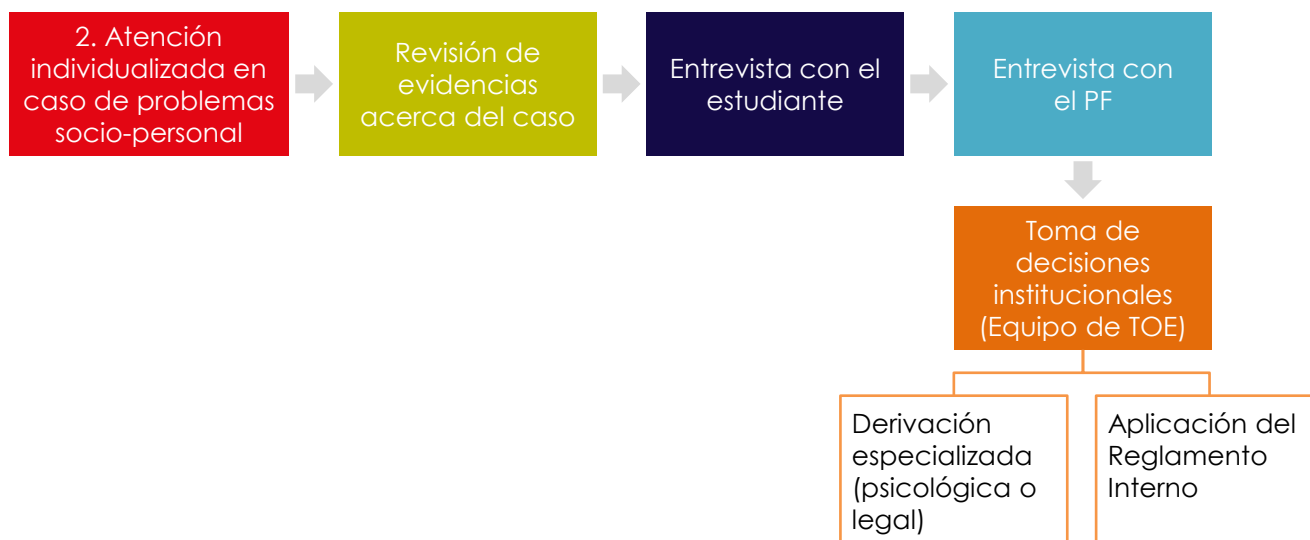 2. Atención
individualizada en
caso de problemas
socio-personal
Revisión de
evidencias
acerca del caso
Entrevista con el
estudiante
Entrevista con
el PF
Toma de
decisiones
institucionales
(Equipo de TOE)
Derivación
especializada
(psicológica o
legal)
Aplicación del
Reglamento
Interno